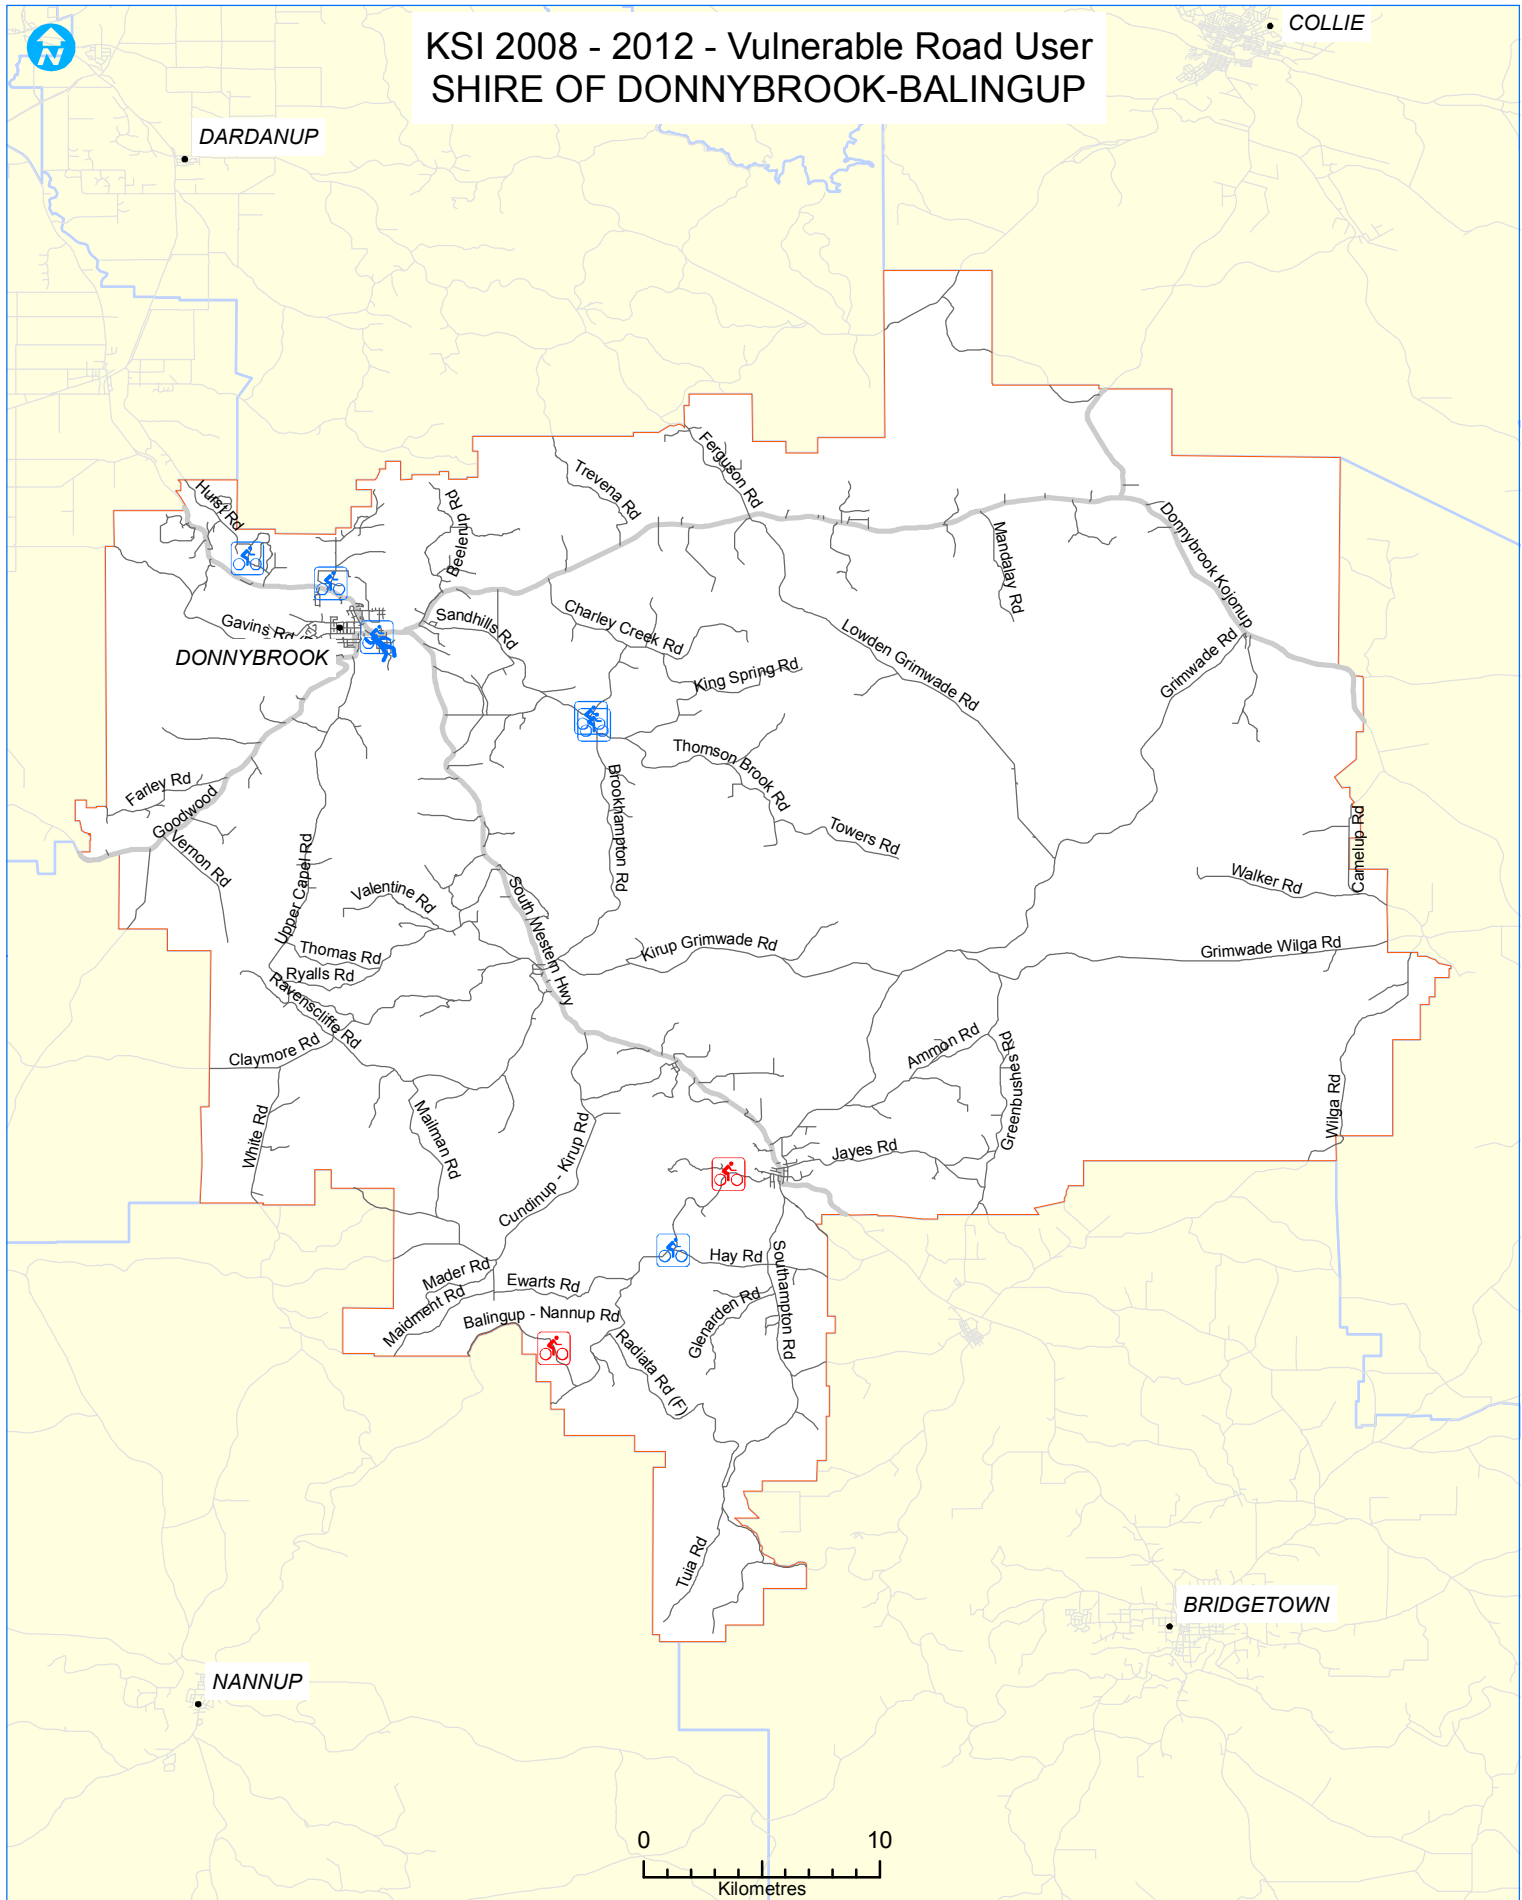 N
KSI 2008 - 2012 - Vulnerable Road User
SHIRE OF DONNYBROOK-BALINGUP
COLLIE
DARDANUP
Hurst Rd
Beelerup Rd
Trevena Rd
Ferguson Rd
Mandalay Rd
Donnybrook Kojonup
Gavins Rd
Sandhills Rd
Charley Creek Rd
Lowden Grimwade Rd
Grimwade Rd
DONNYBROOK
King Spring Rd
Thomson Brook Rd
Farley Rd
Goodwood
Vernon Rd
Brookhampton Rd
Towers Rd
Camelup Rd
Upper Capel Rd
Valentine Rd
South Western Hwy
Walker Rd
Thomas Rd
Kirup Grimwade Rd
Grimwade Wilga Rd
Ryalls Rd
Ravenscliffe Rd
Claymore Rd
Ammon Rd
Greenbushes Rd
White Rd
Mailman Rd
Cundinup - Kirup Rd
Jayes Rd
Wilga Rd
Mader Rd
Ewarts Rd
Hay Rd
Southampton Rd
Maidment Rd
Balingup - Nannup Rd
Glenarden Rd
Radiata Rd (F)
Tuia Rd
BRIDGETOWN
NANNUP
0 10
Kilometres